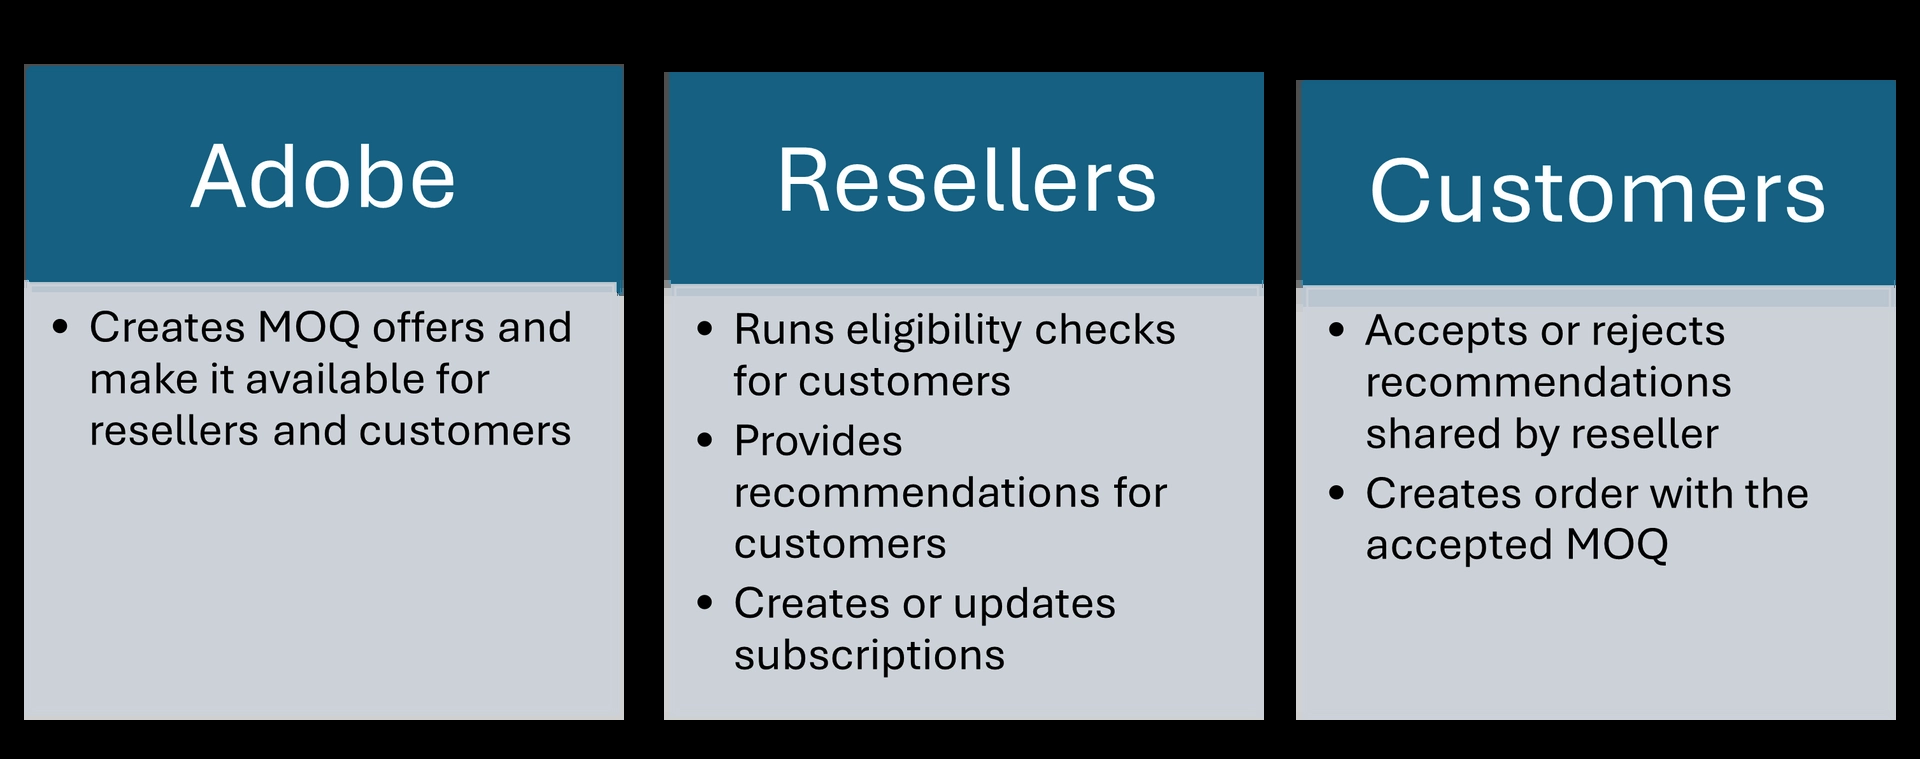 Adobe
• Creates MOQ offers and
make it available for
resellers and customers
Resellers
• Runs eligibility checks
for customers
• Provides
recommendations for
customers
• Creates or updates
subscriptions
Customers
• Accepts or rejects
recommendations
shared by reseller
• Creates order with the
accepted MOQ